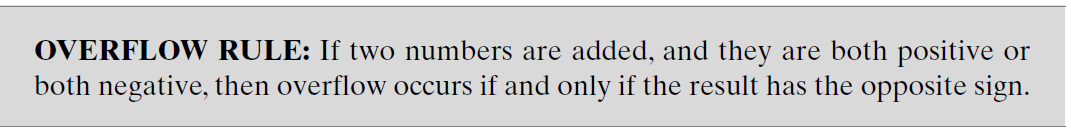 OVERFLOW RULE: If two numbers are added, and they are both positive or
both negative, then overflow occurs if and only if the result has the opposite sign.